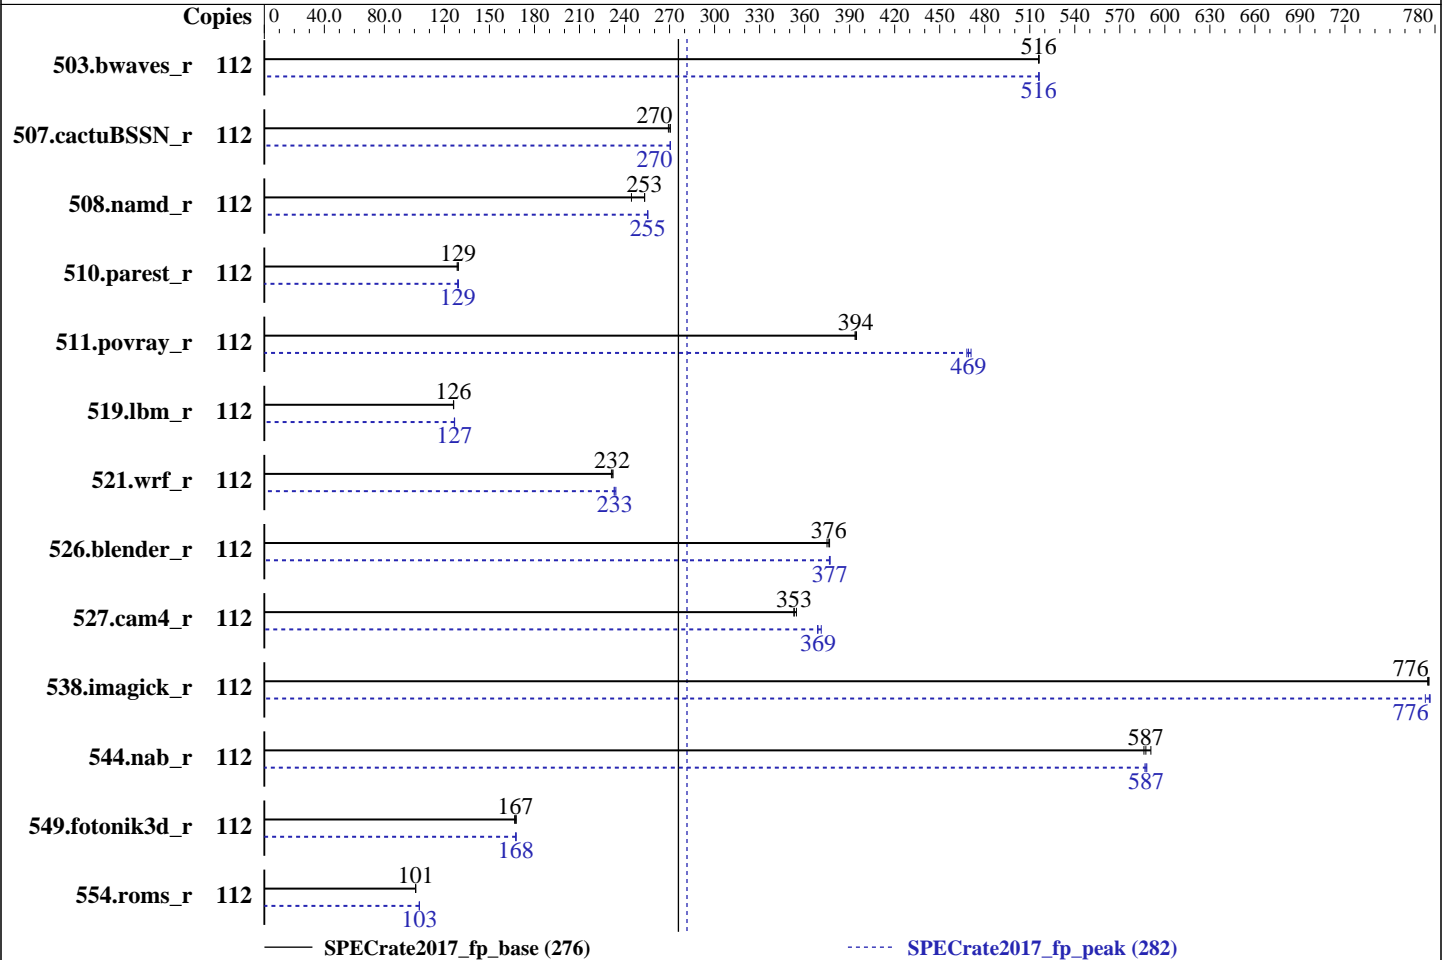 Copies 0 40.0 80.0 120 150 180 210 240 270 300 330 360 390 420 450 480 510 540 570 600 630 660 690 720 780
503.bwaves_r 112 516
516
507.cactuBSSN_r 112 270
270
508.namd_r 112 253
255
510.parest_r 112 129
129
511.povray_r 112 394
469
519.lbm_r 112 126
127
521.wrf_r 112 232
233
526.blender_r 112 376
377
527.cam4_r 112 353
369
538.imagick_r 112 776
776
544.nab_r 112 587
587
549.fotonik3d_r 112 167
168
554.roms_r 112 101
103
SPECrate2017_fp_base (276) SPECrate2017_fp_peak (282)